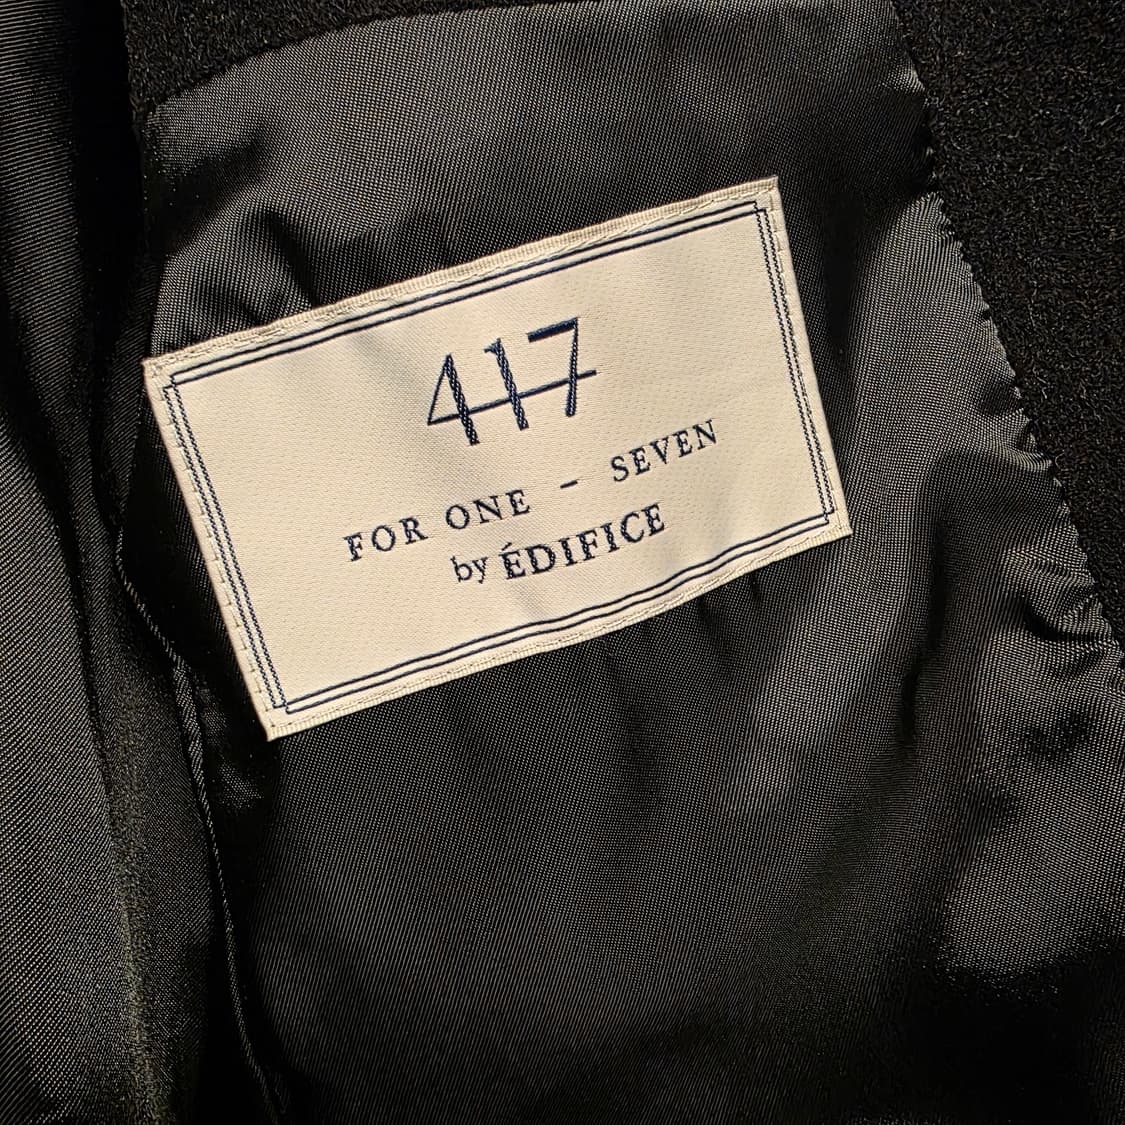 417
FOR ONE - SEVEN
by ÉDIFICE